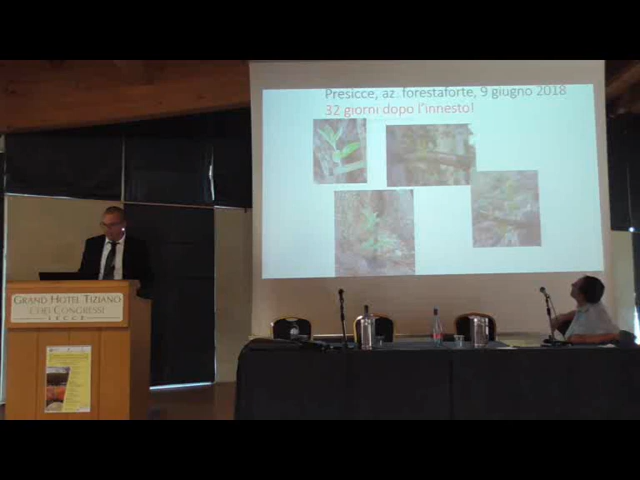 Presicce, az. forestaforte, 9 giugno 2018
32 giorni dopo l'innesto!
GRAND HOTEL TIZIANO
E DEI CONGRESSI
LECCE